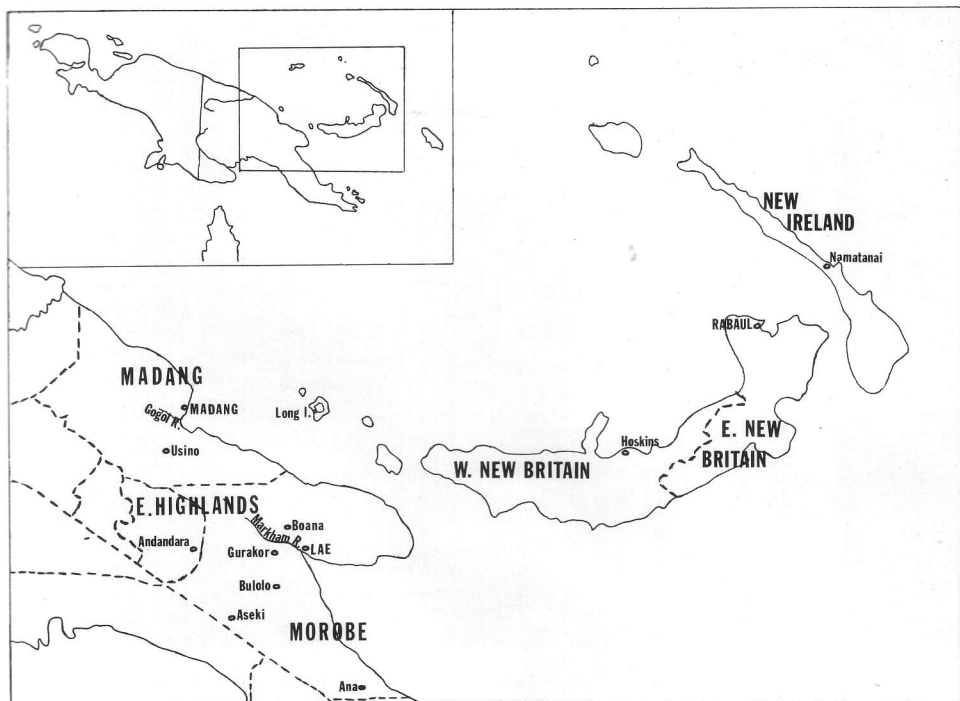 NEW
IRELAND
Namatanai
RABAUL
MADANG
MADANG
Gogol R.
Long I.
Usino
Hoskins
E. NEW
BRITAIN
W. NEW BRITAIN
E. HIGHLANDS
Markham R.
Boana
Andandara
LAE
Gurakor
Bulolo
Aseki
MOROBE
Ana